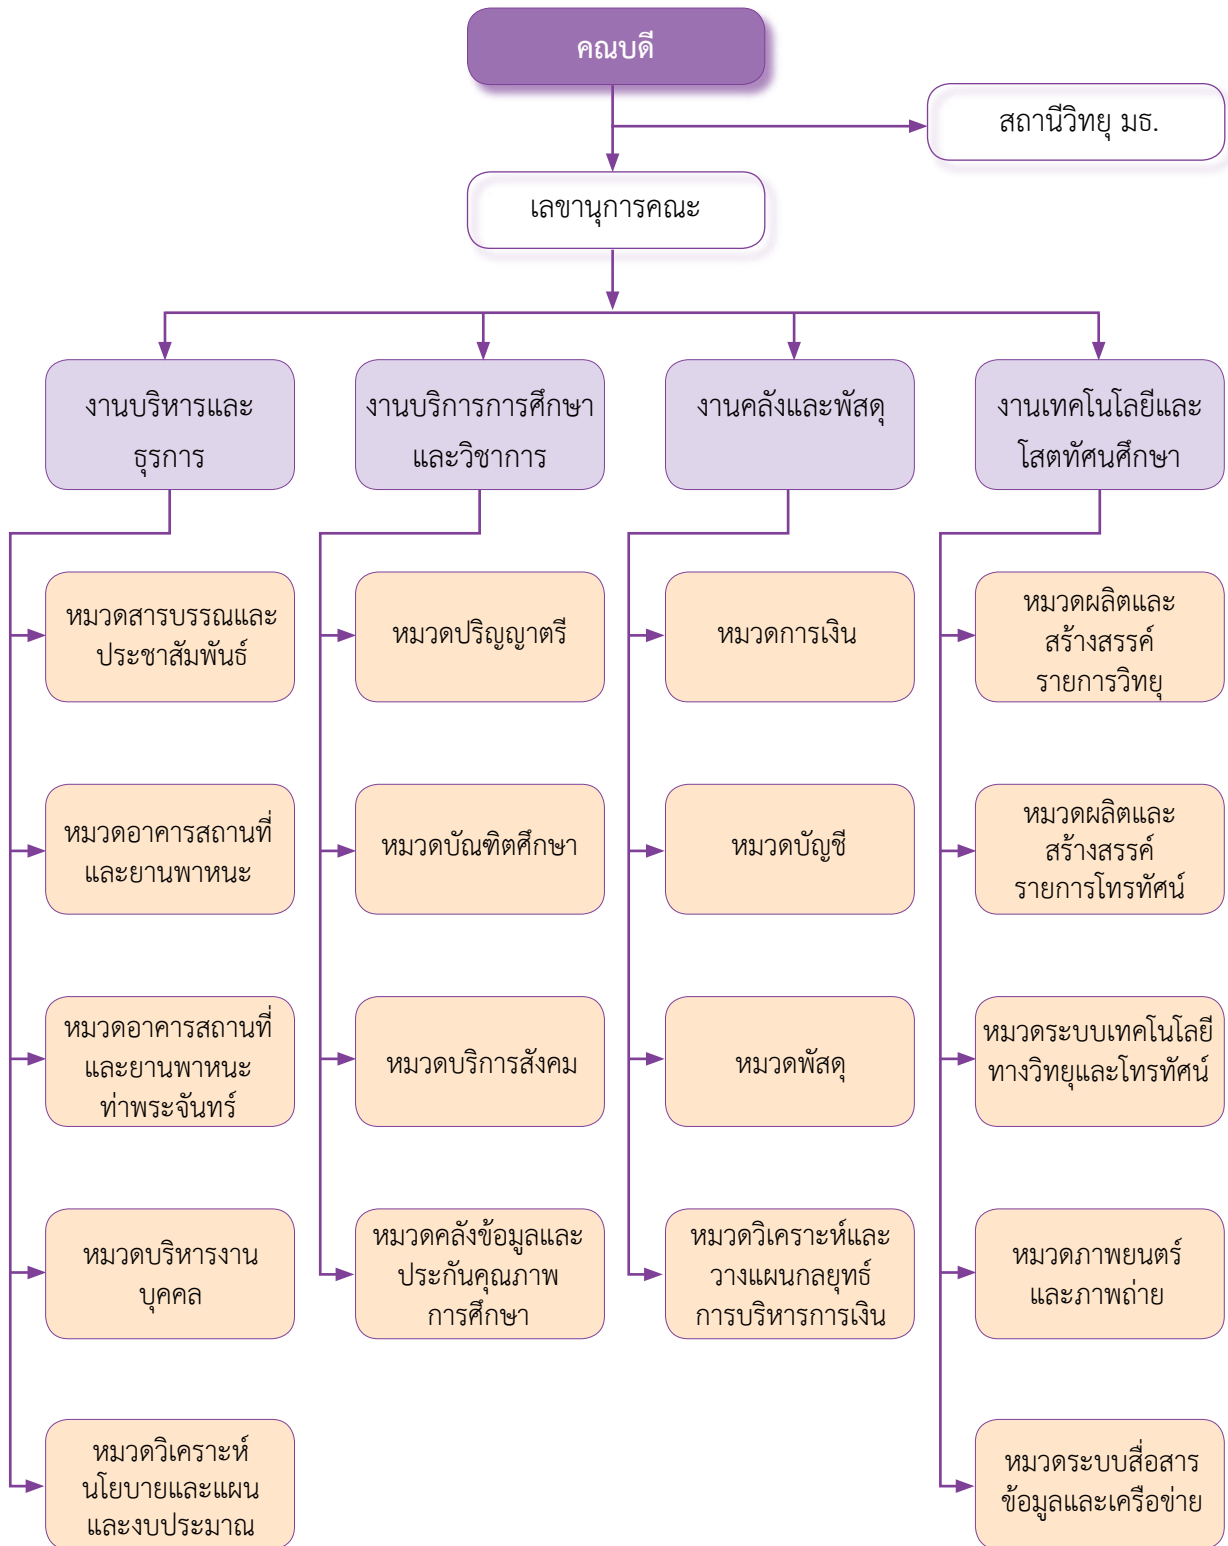 คณบดี
สถานีวิทยุ มธ.
เลขานุการคณะ
งานบริหารและ
ธุรการ
งานบริการการศึกษา
และวิชาการ
งานคลังและพัสดุ
งานเทคโนโลยีและ
โสตทัศนศึกษา
หมวดสารบรรณและ
ประชาสัมพันธ์
หมวดปริญญาตรี
หมวดการเงิน
หมวดผลิตและ
สร้างสรรค์
รายการวิทยุ
หมวดอาคารสถานที่
และยานพาหนะ
หมวดบัณฑิตศึกษา
หมวดบัญชี
หมวดผลิตและ
สร้างสรรค์
รายการโทรทัศน์
หมวดอาคารสถานที่
และยานพาหนะ
ท่าพระจันทร์
หมวดบริการสังคม
หมวดพัสดุ
หมวดระบบเทคโนโลยี
ทางวิทยุและโทรทัศน์
หมวดบริหารงาน
บุคคล
หมวดคลังข้อมูลและ
ประกันคุณภาพ
การศึกษา
หมวดวิเคราะห์และ
วางแผนกลยุทธ์
การบริหารการเงิน
หมวดภาพยนตร์
และภาพถ่าย
หมวดวิเคราะห์
นโยบายและแผน
และงบประมาณ
หมวดระบบสื่อสาร
ข้อมูลและเครือข่าย